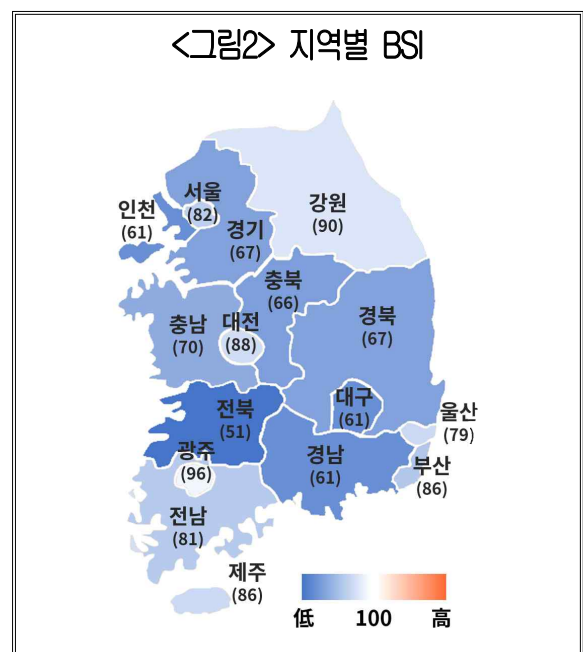 <그림2> 지역별 BSI
서울
(82)
인천
(61)
경기
(67)
강원
(90)
충북
(66)
충남
(70)
대전
(88)
경북
(67)
대구
(61)
전북
(51)
울산
(79)
광주
(96)
경남
(61)
부산
(86)
전남
(81)
제주
(86)
低 100 高